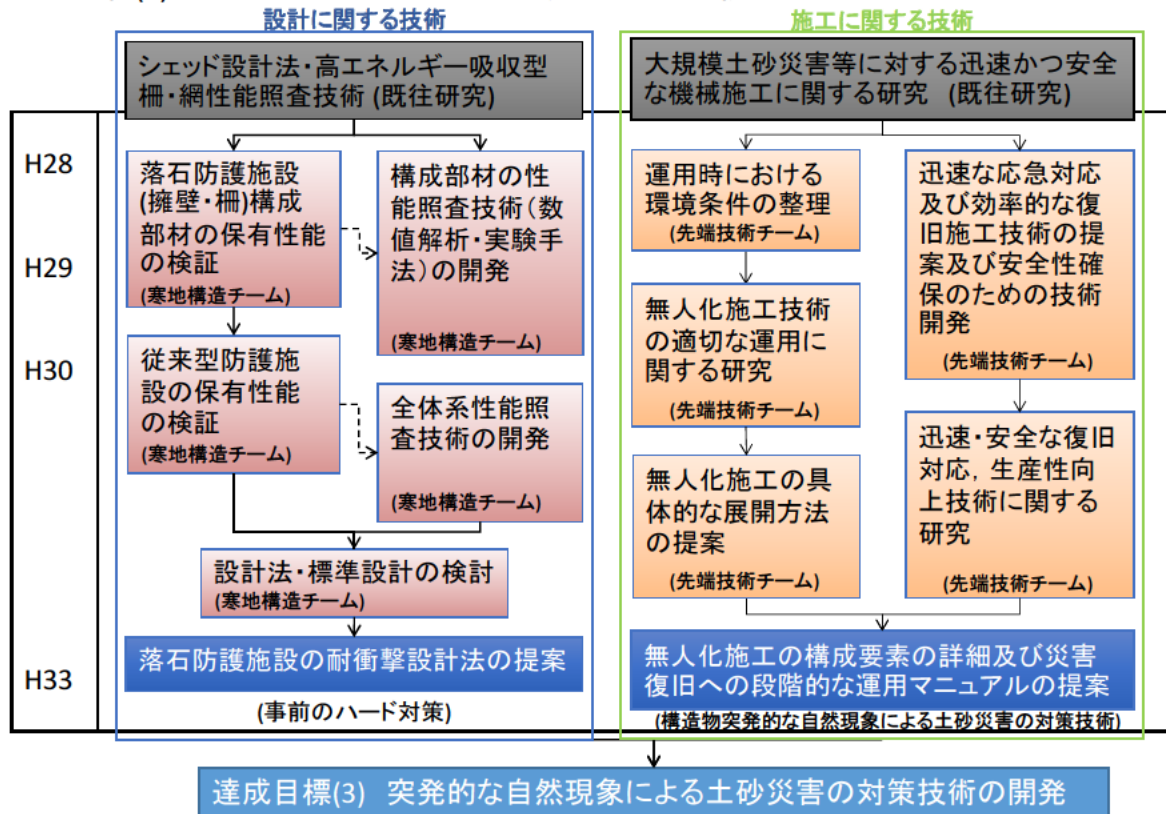 設計に関する技術
施工に関する技術
シェッド設計法・高エネルギー吸収型
柵・網性能照査技術 (既往研究)
大規模土砂災害等に対する迅速かつ安全
な機械施工に関する研究 (既往研究)
H28
H29
H30
H33
落石防護施設
(擁壁・柵)構成
部材の保有性能
の検証
(寒地構造チーム)
構成部材の性
能照査技術(数
値解析・実験手
法)の開発
(寒地構造チーム)
従来型防護施
設の保有性能
の検証
(寒地構造チーム)
全体系性能照
査技術の開発
(寒地構造チーム)
設計法・標準設計の検討
(寒地構造チーム)
落石防護施設の耐衝撃設計法の提案
(事前のハード対策)
運用時における
環境条件の整理
(先端技術チーム)
無人化施工技術
の適切な運用に
関する研究
(先端技術チーム)
無人化施工の具
体的な展開方法
の提案
(先端技術チーム)
迅速な応急対応
及び効率的な復
旧施工技術の提
案及び安全性確
保のための技術
開発
(先端技術チーム)
迅速・安全な復旧
対応，生産性向
上技術に関する
研究
(先端技術チーム)
無人化施工の構成要素の詳細及び災害
復旧への段階的な運用マニュアルの提案
(構造物突発的な自然現象による土砂災害の対策技術)
達成目標(3) 突発的な自然現象による土砂災害の対策技術の開発